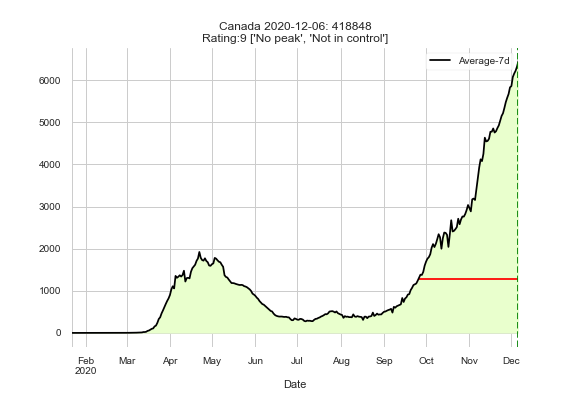 Canada 2020-12-06: 418848
Rating:9 ['No peak', 'Not in control']
Average-7d
6000
5000
4000
3000
2000
1000
0
Feb Mar Apr May Jun Jul Aug Sep Oct Nov Dec
2020
Date